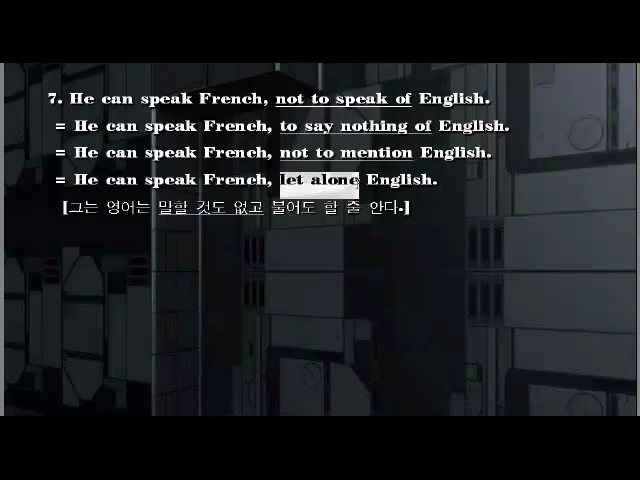 7. He can speak French, not to speak of English.
= He can speak French, to say nothing of English.
= He can speak French, not to mention English.
= He can speak French, let alone English.
[그는 영어는 말할 것도 없고 불어도 할 줄 안다.]